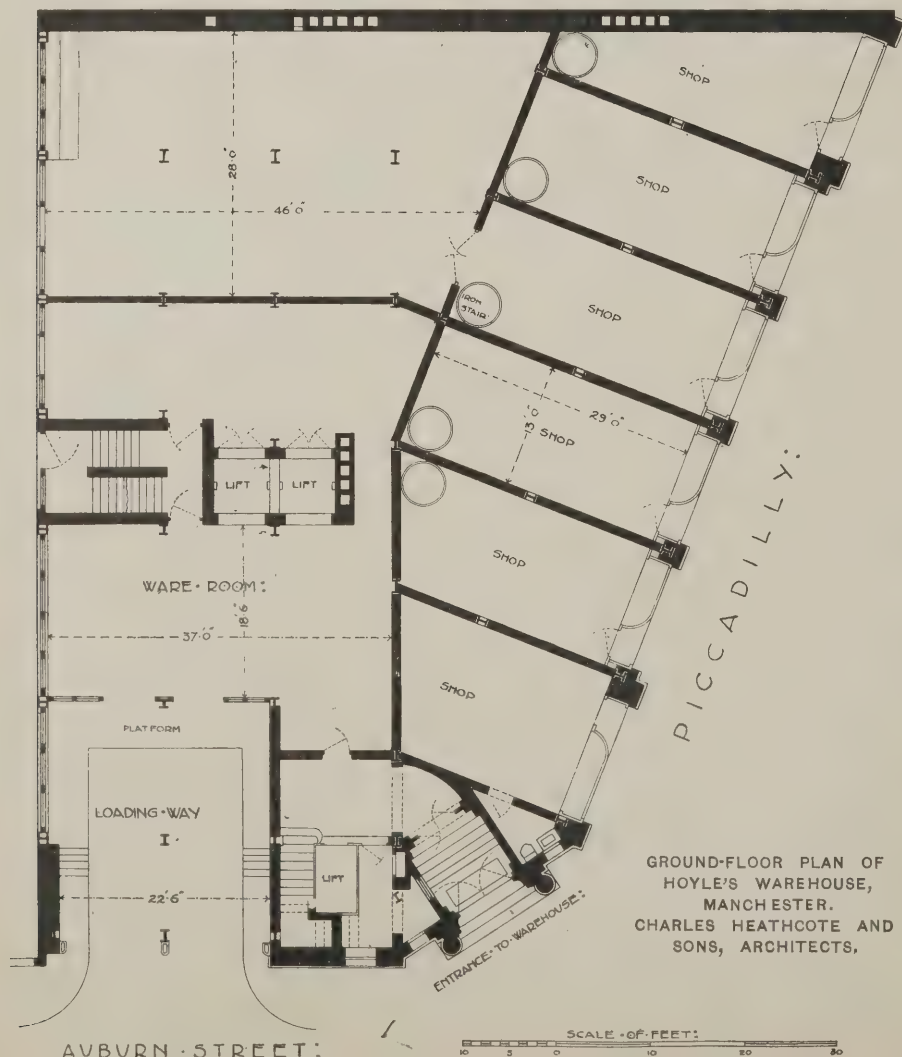 SHOP
28'.0"
SHOP
46'.0"
IRON
STAIR
SHOP
29'.0"
SHOP
LIFT
LIFT
SHOP
WARE · ROOM:
18'.6"
37'.0"
SHOP
PICCADILLY:
PLATFORM
LOADING · WAY
LIFT
22'.6"
ENTRANCE · TO · WAREHOUSE:
GROUND-FLOOR PLAN OF
HOYLE'S WAREHOUSE,
MANCHESTER.
CHARLES HEATHCOTE AND
SONS, ARCHITECTS.
AUBURN · STREET:
SCALE · OF · FEET:
10 5 0 10 20 30